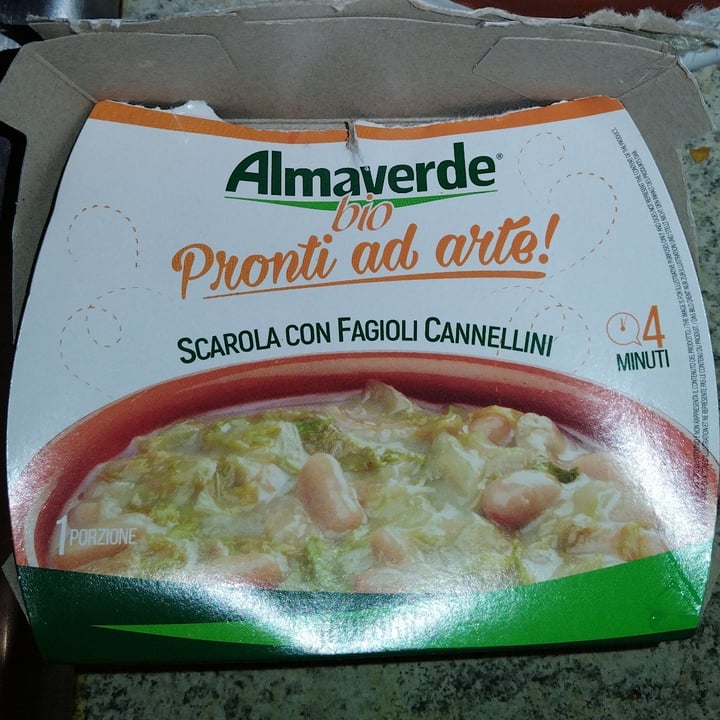 Almaverde®
bio
Pronti ad arte!
SCAROLA CON FAGIOLI CANNELLINI
4
MINUTI
1 PORZIONE